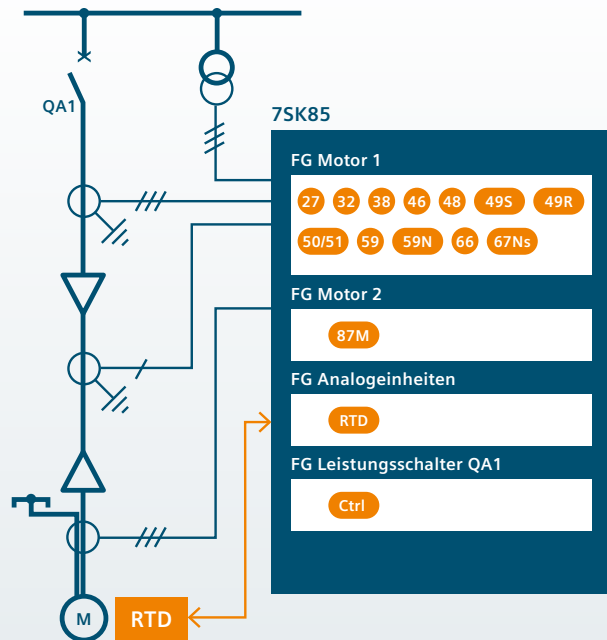 QA1
7SK85
FG Motor 1
27 32 38 46 48 49S 49R
50/51 59 59N 66 67Ns
FG Motor 2
87M
FG Analogeinheiten
RTD
FG Leistungsschalter QA1
Ctrl
M RTD